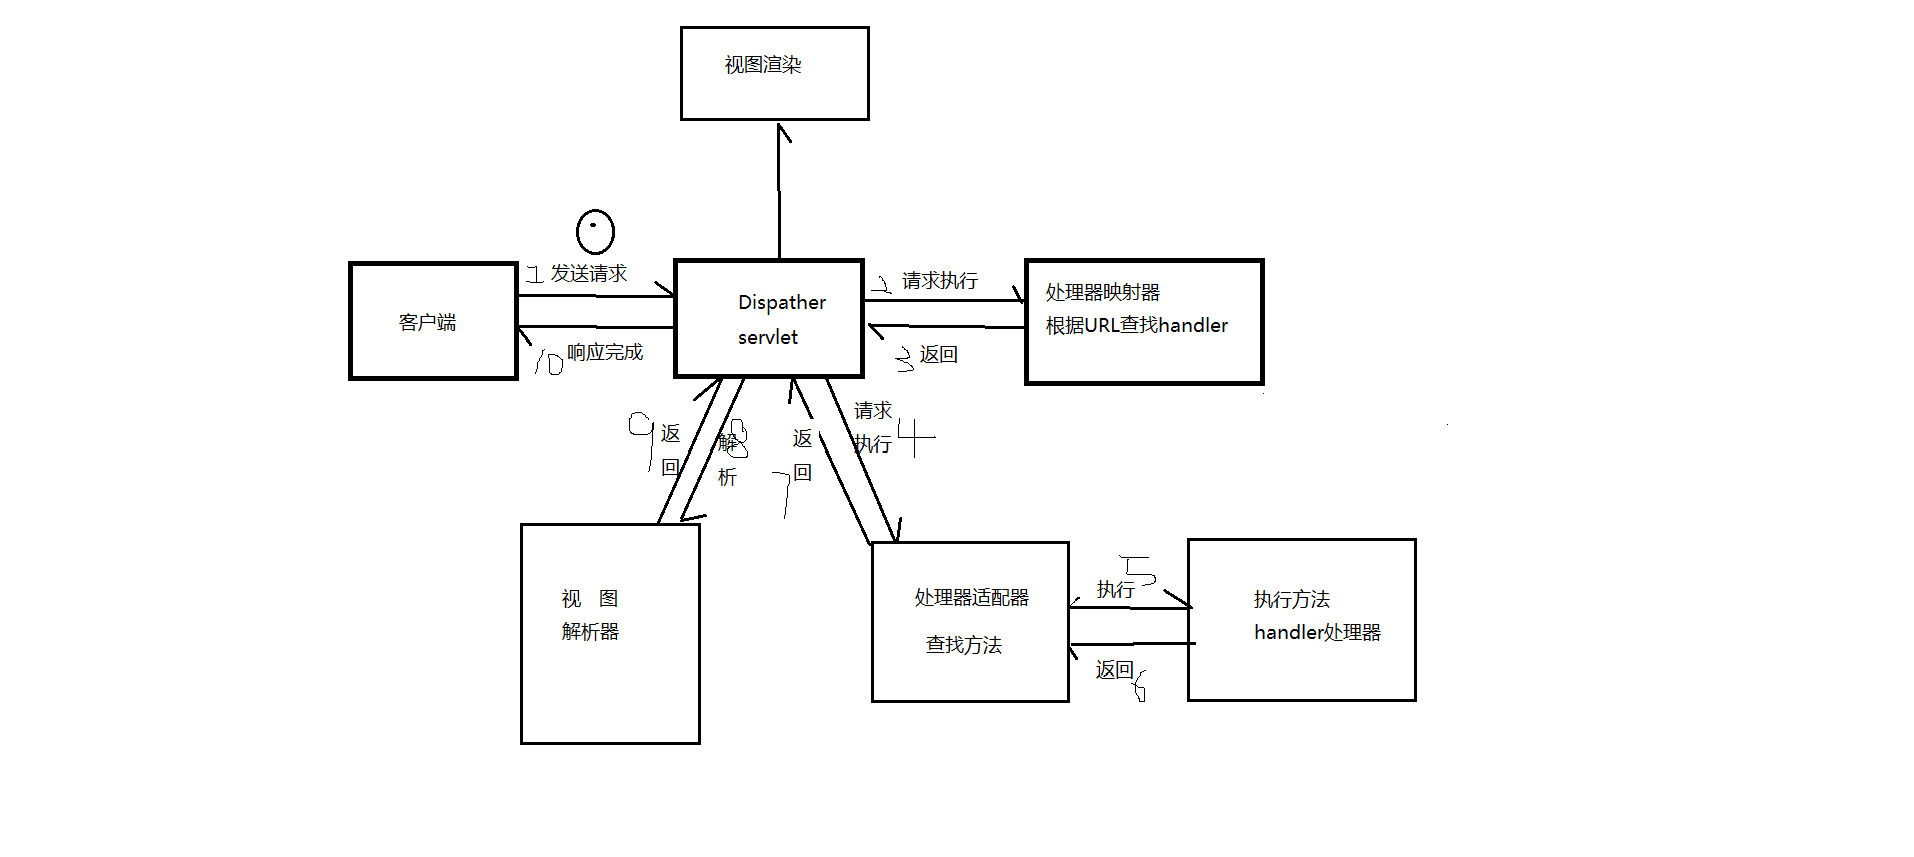 视图渲染
1 发送请求
客户端
10 响应完成
Dispather
servlet
2 请求执行
3 返回
处理器映射器
根据URL查找handler
9 返
回
8 解
析
7 返
回
请求
执行 4
视 图
解析器
处理器适配器
查找方法
5
执行
返回 6
执行方法
handler处理器